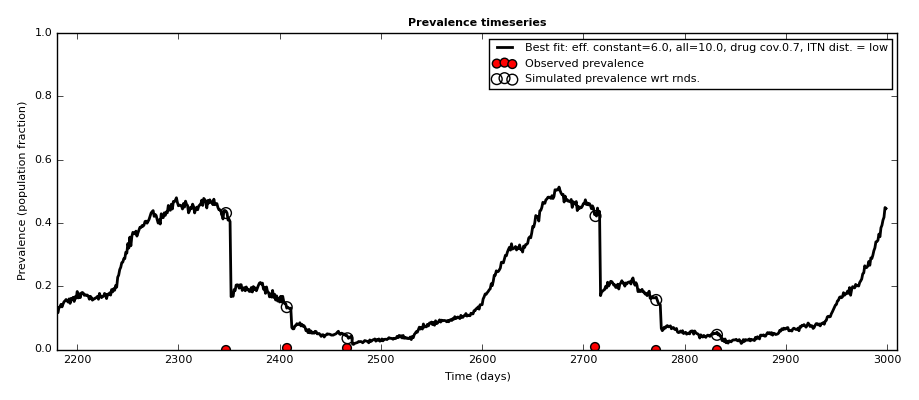 Prevalence timeseries
1.0
0.8
0.6
0.4
0.2
0.0
Prevalence (population fraction)
Best fit: eff. constant=6.0, all=10.0, drug cov.0.7, ITN dist. = low
Observed prevalence
Simulated prevalence wrt rnds.
2200 2300 2400 2500 2600 2700 2800 2900 3000
Time (days)